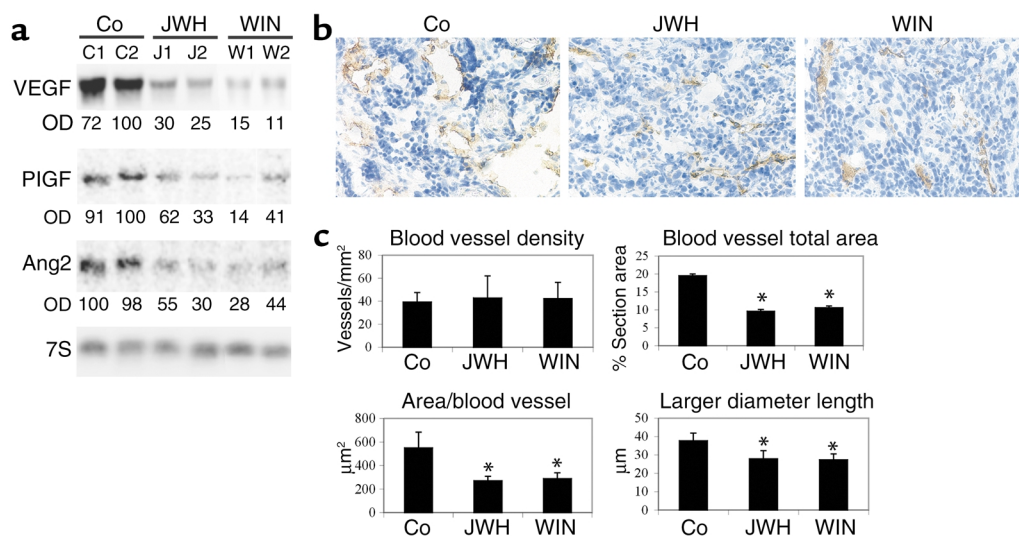 a
Co JWH WIN
C1 C2 J1 J2 W1 W2
VEGF
OD 72 100 30 25 15 11
PlGF
OD 91 100 62 33 14 41
Ang2
OD 100 98 55 30 28 44
7S
b
Co JWH WIN
c
Blood vessel density
Vessels/mm²
80
60
40
20
0
Co JWH WIN
Blood vessel total area
% Section area
25
20
15
10
5
0
* *
Co JWH WIN
Area/blood vessel
μm²
800
600
400
200
0
* *
Co JWH WIN
Larger diameter length
μm
50
40
30
20
10
0
* *
Co JWH WIN